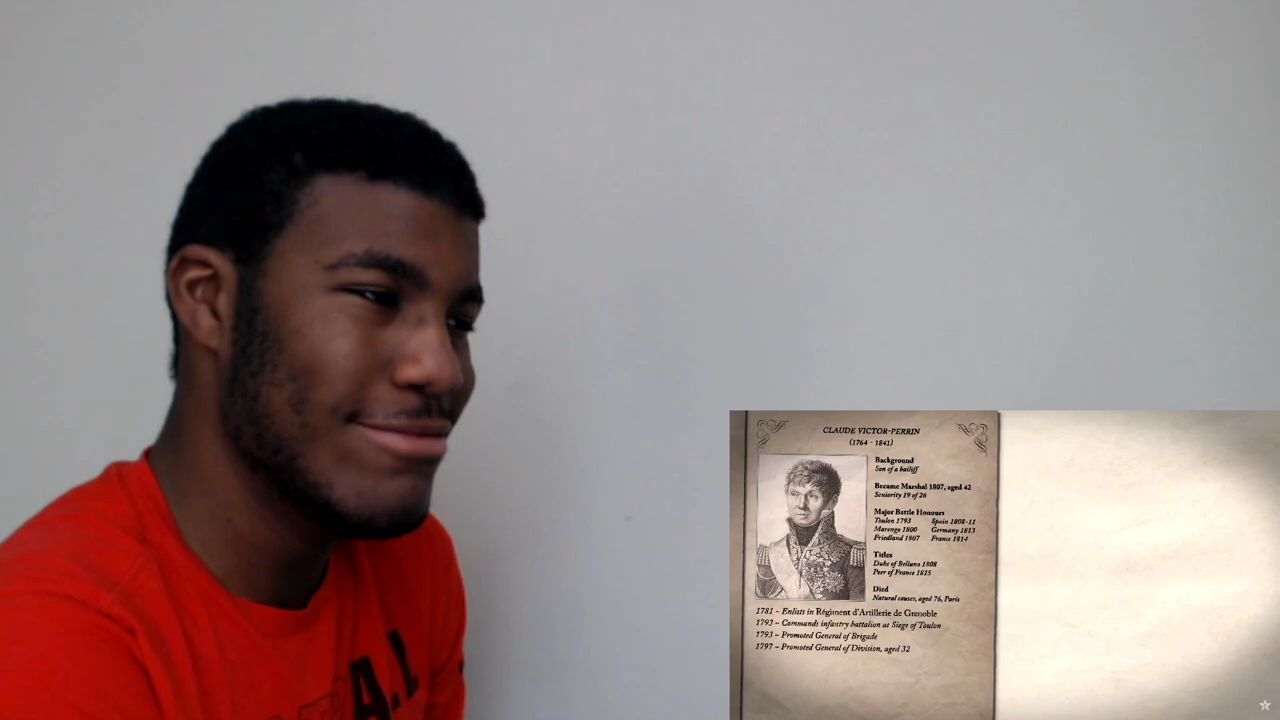 CLAUDE VICTOR-PERRIN
(1764 - 1841)
Background
Son of a bailiff
Became Marshal 1807, aged 42
Seniority 19 of 26
Major Battle Honours
Toulon 1793 Spain 1808-11
Marengo 1800 Germany 1813
Friedland 1807 France 1814
Titles
Duke of Belluno 1808
Peer of France 1815
Died
Natural causes, aged 76, Paris
1781 ~ Enlists in Régiment d'Artillerie de Grenoble
1793 ~ Commands infantry battalion at Siege of Toulon
1793 ~ Promoted General of Brigade
1797 ~ Promoted General of Division, aged 32